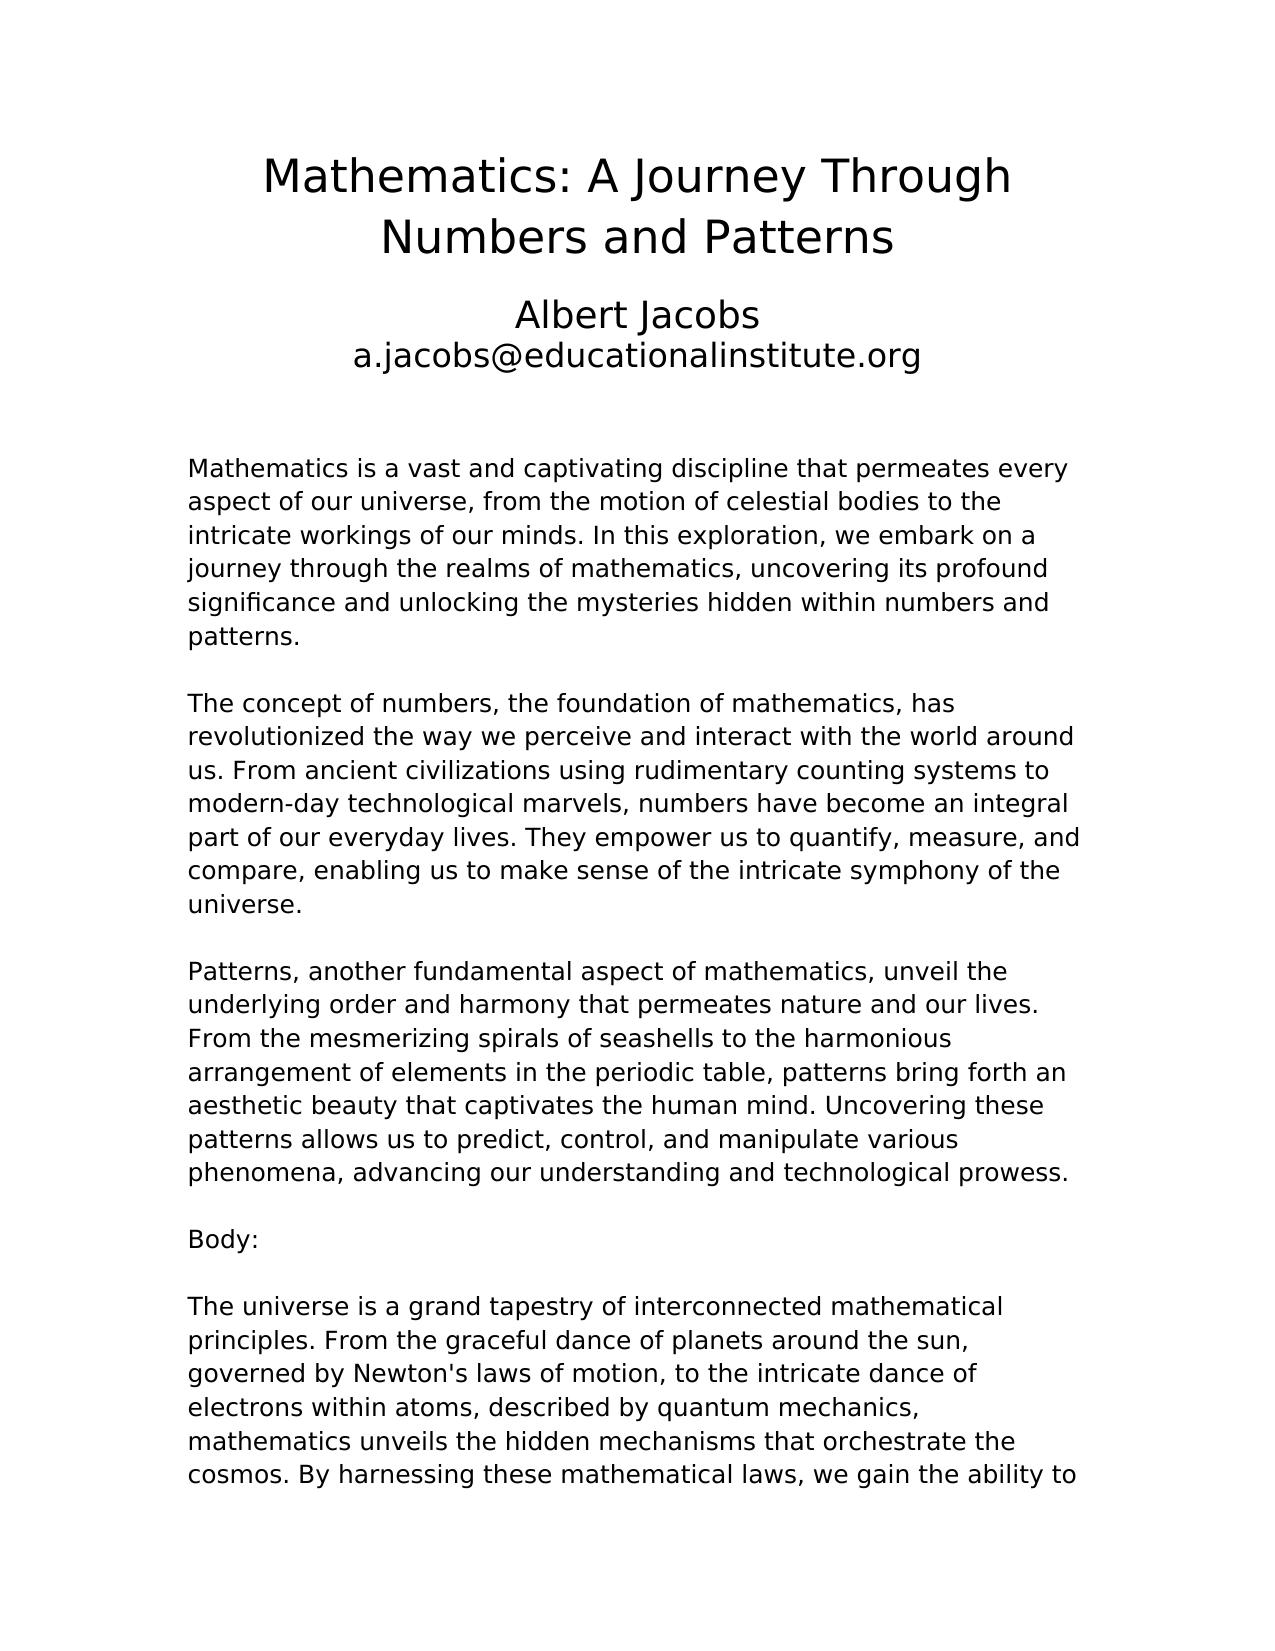 Mathematics: A Journey Through
Numbers and Patterns
Albert Jacobs
a.jacobs@educationalinstitute.org
Mathematics is a vast and captivating discipline that permeates every
aspect of our universe, from the motion of celestial bodies to the
intricate workings of our minds. In this exploration, we embark on a
journey through the realms of mathematics, uncovering its profound
significance and unlocking the mysteries hidden within numbers and
patterns.
The concept of numbers, the foundation of mathematics, has
revolutionized the way we perceive and interact with the world around
us. From ancient civilizations using rudimentary counting systems to
modern-day technological marvels, numbers have become an integral
part of our everyday lives. They empower us to quantify, measure, and
compare, enabling us to make sense of the intricate symphony of the
universe.
Patterns, another fundamental aspect of mathematics, unveil the
underlying order and harmony that permeates nature and our lives.
From the mesmerizing spirals of seashells to the harmonious
arrangement of elements in the periodic table, patterns bring forth an
aesthetic beauty that captivates the human mind. Uncovering these
patterns allows us to predict, control, and manipulate various
phenomena, advancing our understanding and technological prowess.
Body:
The universe is a grand tapestry of interconnected mathematical
principles. From the graceful dance of planets around the sun,
governed by Newton's laws of motion, to the intricate dance of
electrons within atoms, described by quantum mechanics,
mathematics unveils the hidden mechanisms that orchestrate the
cosmos. By harnessing these mathematical laws, we gain the ability to